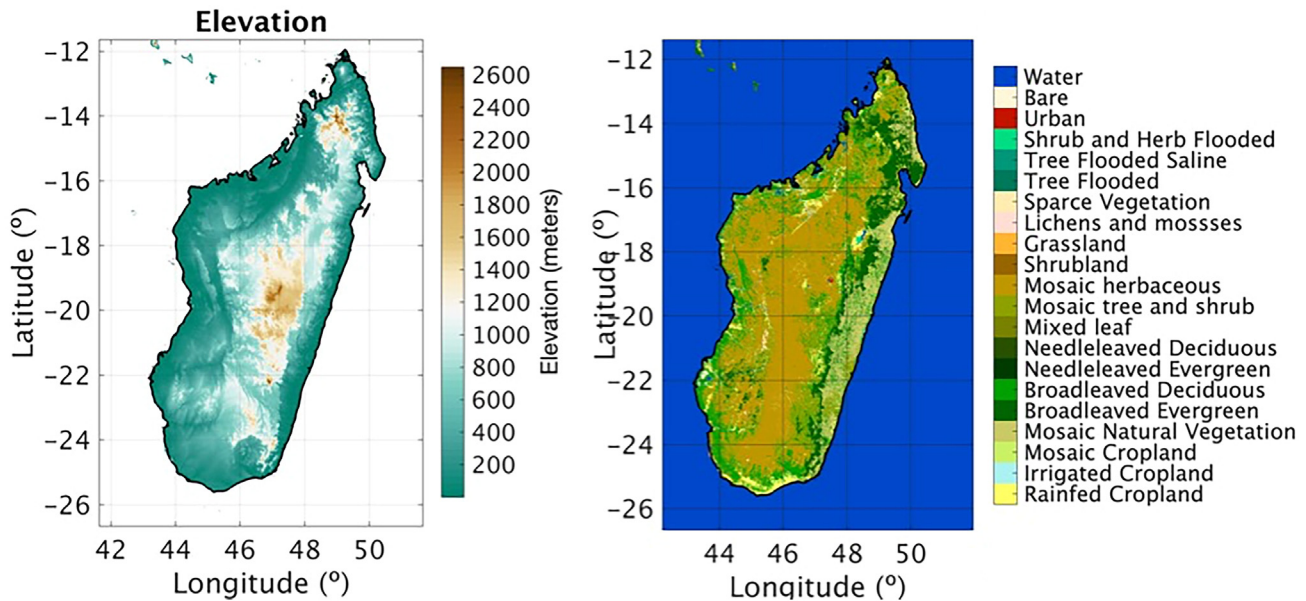 Elevation
-12
-14
-16
-18
-20
-22
-24
-26
42 44 46 48 50
Latitude (º)
Longitude (º)
2600
2400
2200
2000
1800
1600
1400
1200
1000
800
600
400
200
Elevation (meters)
-12
-14
-16
-18
-20
-22
-24
-26
44 46 48 50
Latitude (º)
Longitude (º)
Water
Bare
Urban
Shrub and Herb Flooded
Tree Flooded Saline
Tree Flooded
Sparce Vegetation
Lichens and mossses
Grassland
Shrubland
Mosaic herbaceous
Mosaic tree and shrub
Mixed leaf
Needleleaved Deciduous
Needleleaved Evergreen
Broadleaved Deciduous
Broadleaved Evergreen
Mosaic Natural Vegetation
Mosaic Cropland
Irrigated Cropland
Rainfed Cropland